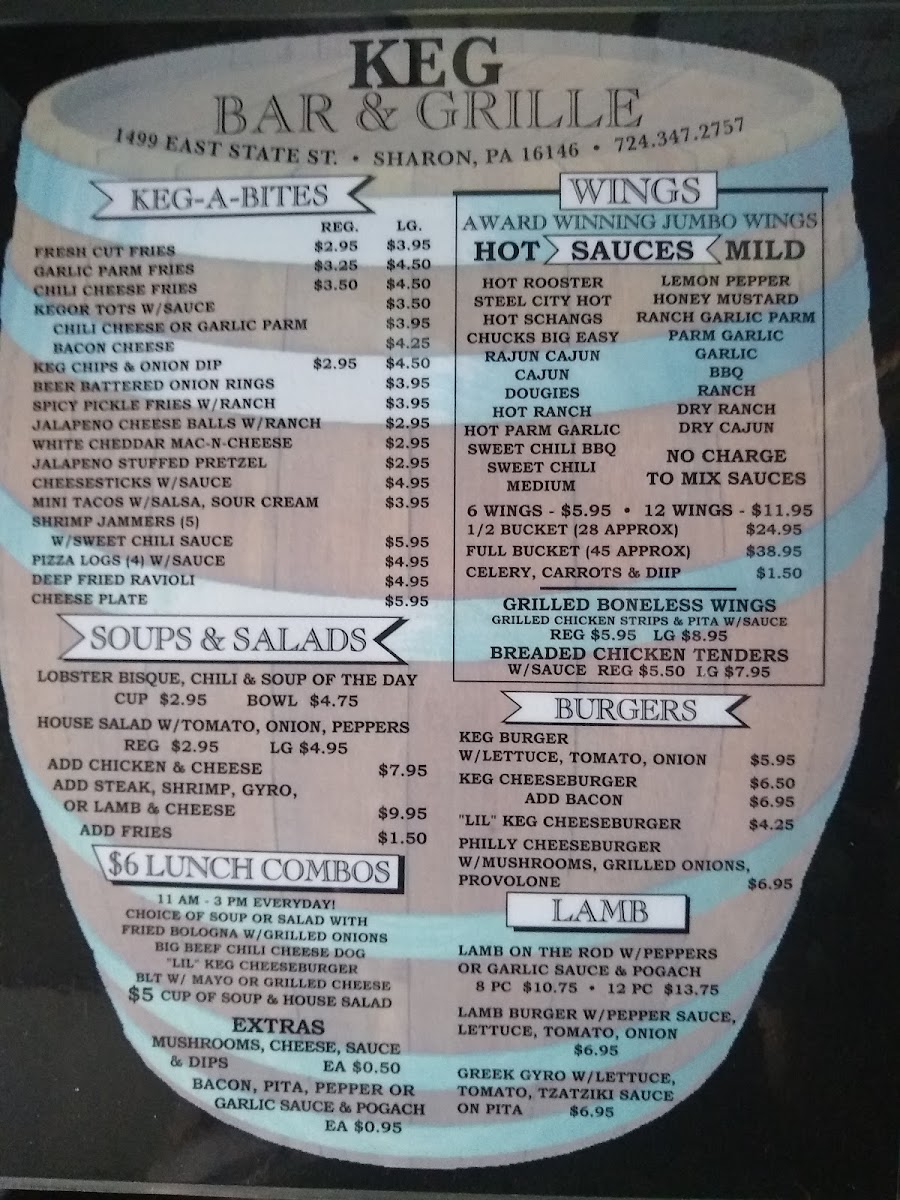 KEG
BAR & GRILLE
1499 EAST STATE ST. • SHARON, PA 16146 • 724.347.2757
KEG-A-BITES
REG. LG.
FRESH CUT FRIES $2.95 $3.95
GARLIC PARM FRIES $3.25 $4.50
CHILI CHEESE FRIES $3.50 $4.50
KEGOR TOTS W/SAUCE $3.50
CHILI CHEESE OR GARLIC PARM $3.95
BACON CHEESE $4.25
KEG CHIPS & ONION DIP $2.95 $4.50
BEER BATTERED ONION RINGS $3.95
SPICY PICKLE FRIES W/RANCH $3.95
JALAPENO CHEESE BALLS W/RANCH $2.95
WHITE CHEDDAR MAC-N-CHEESE $2.95
JALAPENO STUFFED PRETZEL $2.95
CHEESESTICKS W/SAUCE $4.95
MINI TACOS W/SALSA, SOUR CREAM $3.95
SHRIMP JAMMERS (5)
W/SWEET CHILI SAUCE $5.95
PIZZA LOGS (4) W/SAUCE $4.95
DEEP FRIED RAVIOLI $4.95
CHEESE PLATE $5.95
SOUPS & SALADS
LOBSTER BISQUE, CHILI & SOUP OF THE DAY
CUP $2.95 BOWL $4.75
HOUSE SALAD W/TOMATO, ONION, PEPPERS
REG $2.95 LG $4.95
ADD CHICKEN & CHEESE $7.95
ADD STEAK, SHRIMP, GYRO,
OR LAMB & CHEESE $9.95
ADD FRIES $1.50
$6 LUNCH COMBOS
11 AM - 3 PM EVERYDAY!
CHOICE OF SOUP OR SALAD WITH
FRIED BOLOGNA W/GRILLED ONIONS
BIG BEEF CHILI CHEESE DOG
"LIL" KEG CHEESEBURGER
BLT W/ MAYO OR GRILLED CHEESE
$5 CUP OF SOUP & HOUSE SALAD
EXTRAS
MUSHROOMS, CHEESE, SAUCE
& DIPS EA $0.50
BACON, PITA, PEPPER OR
GARLIC SAUCE & POGACH
EA $0.95
WINGS
AWARD WINNING JUMBO WINGS
HOT SAUCES MILD
HOT ROOSTER LEMON PEPPER
STEEL CITY HOT HONEY MUSTARD
HOT SCHANGS RANCH GARLIC PARM
CHUCKS BIG EASY PARM GARLIC
RAJUN CAJUN GARLIC
CAJUN BBQ
DOUGIES RANCH
HOT RANCH DRY RANCH
HOT PARM GARLIC DRY CAJUN
SWEET CHILI BBQ NO CHARGE
SWEET CHILI TO MIX SAUCES
MEDIUM
6 WINGS - $5.95 • 12 WINGS - $11.95
1/2 BUCKET (28 APPROX) $24.95
FULL BUCKET (45 APPROX) $38.95
CELERY, CARROTS & DIIP $1.50
GRILLED BONELESS WINGS
GRILLED CHICKEN STRIPS & PITA W/SAUCE
REG $5.95 LG $8.95
BREADED CHICKEN TENDERS
W/SAUCE REG $5.50 LG $7.95
BURGERS
KEG BURGER
W/LETTUCE, TOMATO, ONION $5.95
KEG CHEESEBURGER $6.50
ADD BACON $6.95
"LIL" KEG CHEESEBURGER $4.25
PHILLY CHEESEBURGER
W/MUSHROOMS, GRILLED ONIONS,
PROVOLONE $6.95
LAMB
LAMB ON THE ROD W/PEPPERS
OR GARLIC SAUCE & POGACH
8 PC $10.75 • 12 PC $13.75
LAMB BURGER W/PEPPER SAUCE,
LETTUCE, TOMATO, ONION
$6.95
GREEK GYRO W/LETTUCE,
TOMATO, TZATZIKI SAUCE
ON PITA $6.95